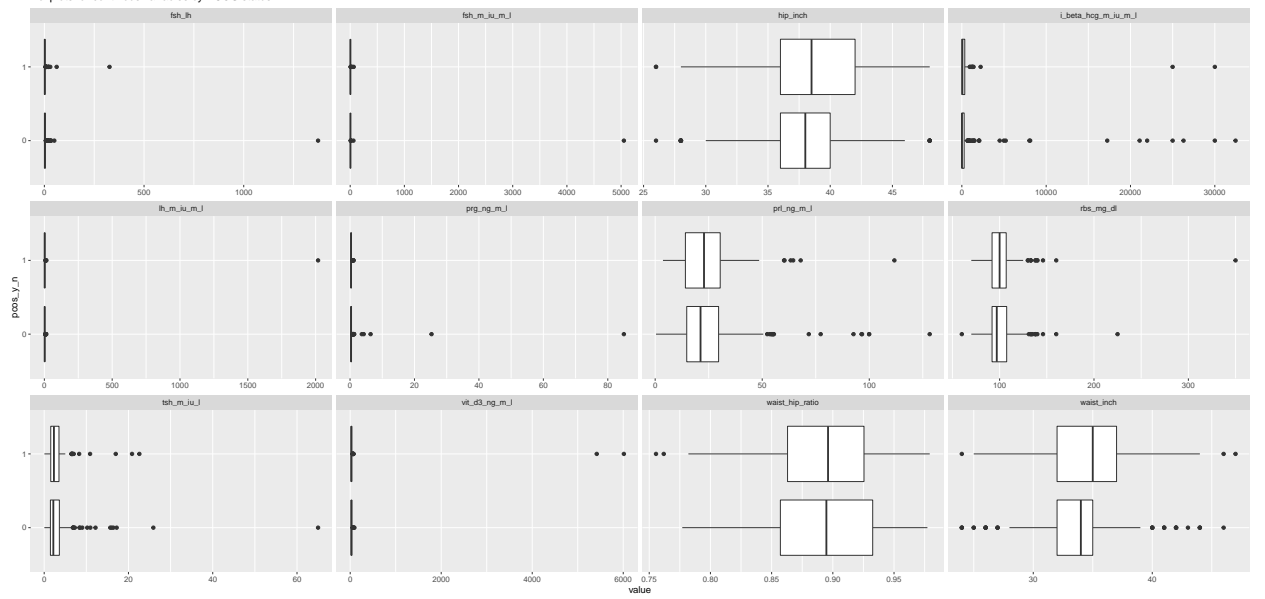 fsh_lh fsh_m_iu_m_l hip_inch i_beta_hcg_m_iu_m_l
1
0
0 500 1000 0 1000 2000 3000 4000 5000 25 30 35 40 45 0 10000 20000 30000
lh_m_iu_m_l prg_ng_m_l prl_ng_m_l rbs_mg_dl
1
0
0 500 1000 1500 2000 0 20 40 60 80 0 50 100 100 200 300
pcos_y_n
tsh_m_iu_l vit_d3_ng_m_l waist_hip_ratio waist_inch
1
0
0 20 40 60 0 2000 4000 6000 0.75 0.80 0.85 0.90 0.95 30 40
value